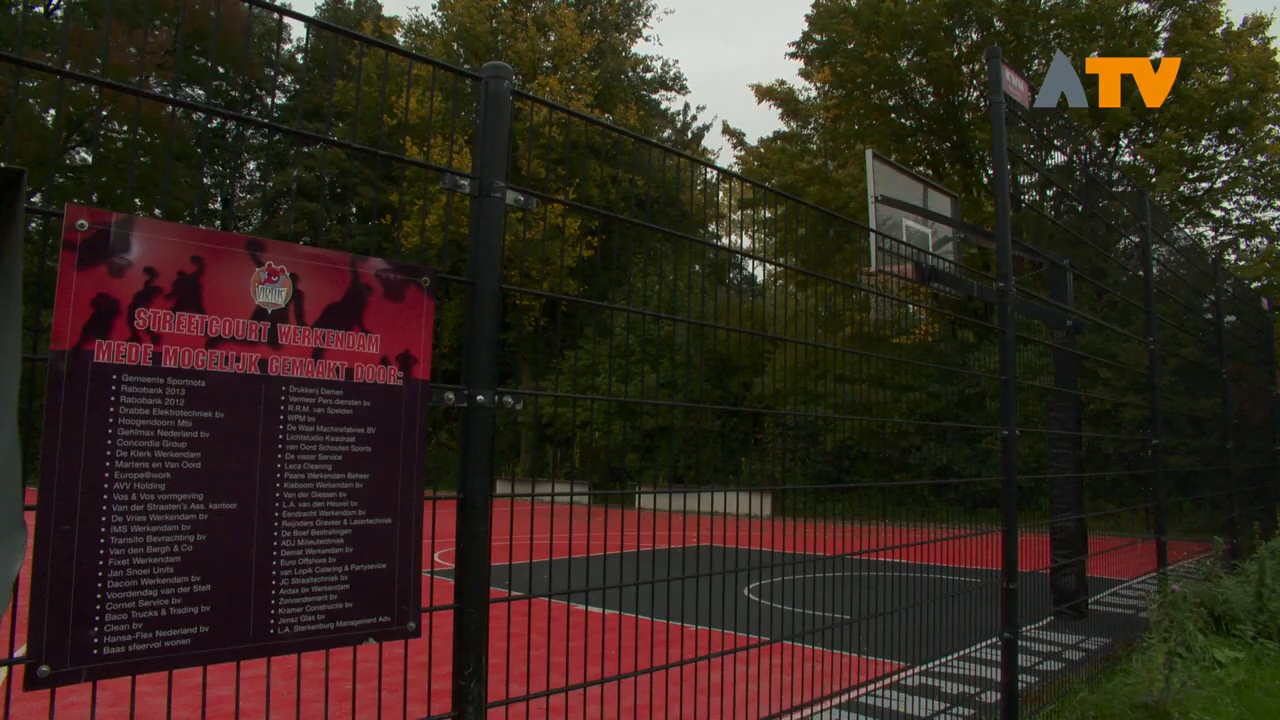 ATV
STREETCOURT WERKENDAM
MEDE MOGELIJK GEMAAKT DOOR:
• Gemeente Sportnota
• Rabobank 2013
• Rabobank 2012
• Drabbe Elektrotechniek bv
• Hoogendoorn Mbi
• Gehlmax Nederland bv
• Concordia Group
• De Klerk Werkendam
• Martens en Van Oord
• Europe@work
• AVV Holding
• Vos & Vos vormgeving
• Van der Straaten's Ass. kantoor
• De Vries Werkendam bv
• IMS Werkendam bv
• Transito Bevrachting bv
• Van den Bergh & Co
• Fixet Werkendam
• Jan Snoei Units
• Dacom Werkendam bv
• Voordendag van der Stelt
• Cornet Service bv
• Baco Trucks & Trading bv
• Clean bv
• Hansa-Flex Nederland bv
• Baas sfeervol wonen
• Drukkerij Damen
• Vermeer Pers.diensten bv
• R.R.M. van Spelden
• WPM bv
• De Waal Machinefabriek BV
• Lichtstudio Kwadraat
• van Oord Schouten Sports
• De visser Service
• Leca Cleaning
• Paans Werkendam Beheer
• Kieboom Werkendam bv
• Van der Giessen bv
• L.A. van den Heuvel bv
• Eendracht Werkendam bv
• Reijnders Graveer & Lasertechniek
• De Boef Bestratingen
• ADJ Milieutechniek
• Demat Werkendam bv
• Euro Offshore bv
• van Lopik Catering & Partyservice
• JC Straaltechniek bv
• Ardax bv Werkendam
• Zonvendement bv
• Kramer Constructie bv
• Jansz Glas bv
• L.A. Sterkenburg Management Adv.